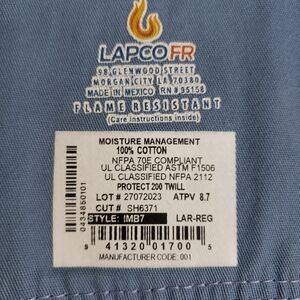 LAPCO FR
98 GLENWOOD STREET
MORGAN CITY, LA 70380
MADE IN MEXICO RN# 95158
FLAME RESISTANT
(Care instructions inside)
MOISTURE MANAGEMENT
100% COTTON
NFPA 70E COMPLIANT
UL CLASSIFIED ASTM F1506
UL CLASSIFIED NFPA 2112
PROTECT 200 TWILL
LOT # 27072023 ATPV 8.7
CUT # SH6371
STYLE: IMB7 LAR-REG
9 41320 01700 5
MANUFACTURER CODE: 001
0434850101